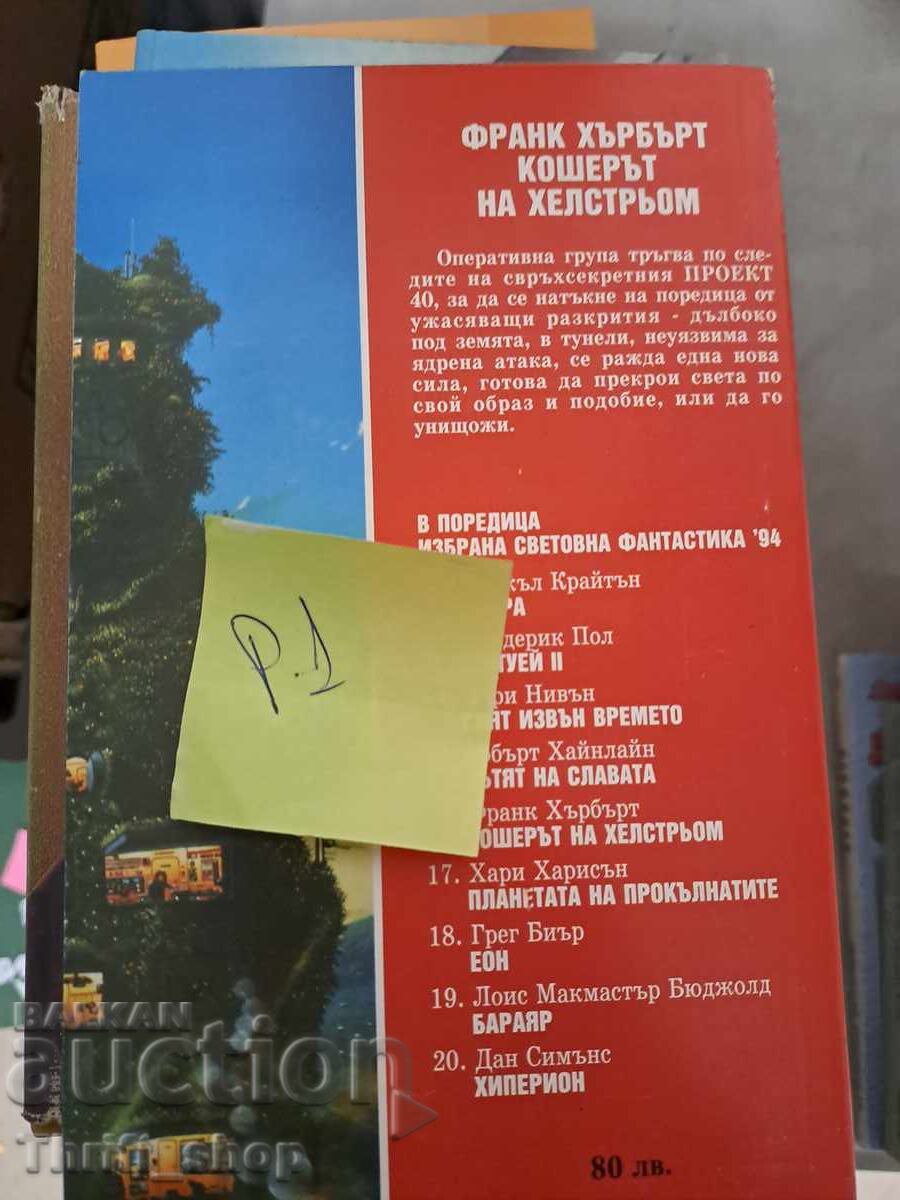 ФРАНК ХЪРБЪРТ
КОШЕРЪТ
НА ХЕЛСТРЬОМ
Оперативна група тръгва по сле-
дите на свръхсекретния ПРОЕКТ
40, за да се натъкне на поредица от
ужасяващи разкрития - дълбоко
под земята, в тунели, неуязвима за
ядрена атака, се ражда една нова
сила, готова да прекрои света по
свой образ и подобие, или да го
унищожи.
В ПОРЕДИЦА
ИЗБРАНА СВЕТОВНА ФАНТАСТИКА '94
Крайтън
Пол
II
Нивън
ИЗВЪН ВРЕМЕТО
Хайнлайн
НА СЛАВАТА
Франк Хърбърт
КОШЕРЪТ НА ХЕЛСТРЬОМ
17. Хари Харисън
ПЛАНЕТАТА НА ПРОКЪЛНАТИТЕ
18. Грег Биър
ЕОН
19. Лоис Макмастър Бюджолд
БАРАЯР
20. Дан Симънс
ХИПЕРИОН
80 лв.
P.1
BALKAN
auction
Thrift_shop